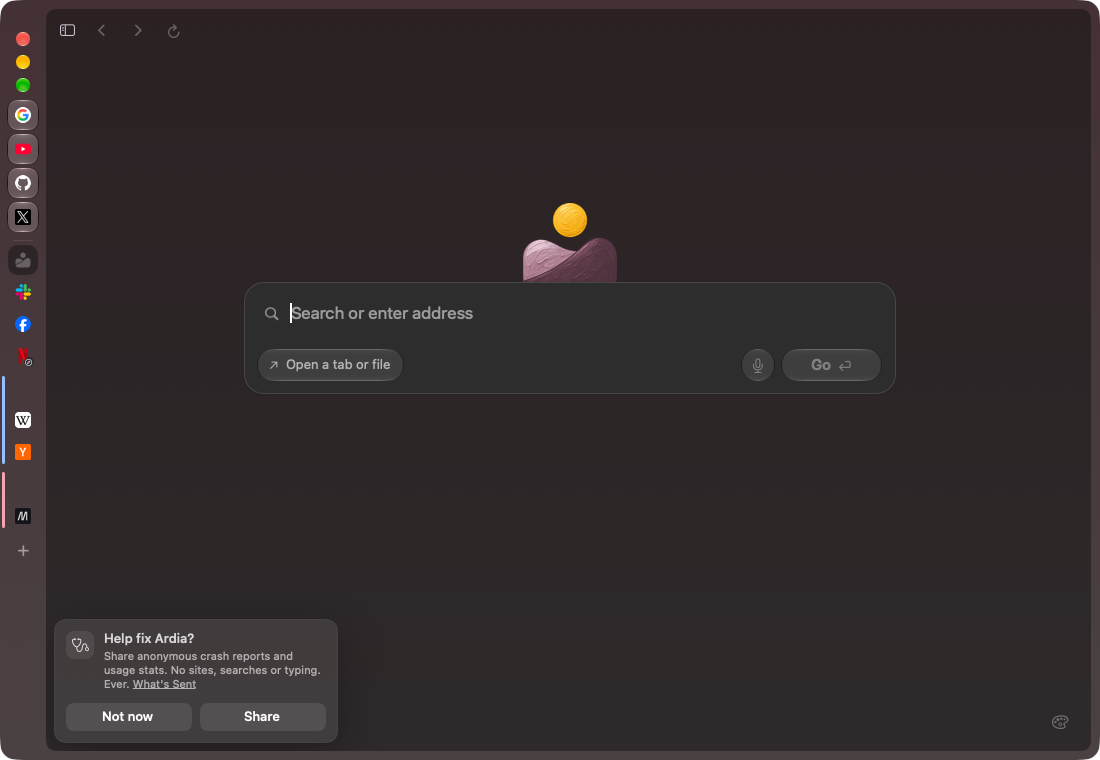 Search or enter address
Open a tab or file
Go
W
Y
M
Help fix Ardia?
Share anonymous crash reports and
usage stats. No sites, searches or typing.
Ever. What's Sent
Not now
Share